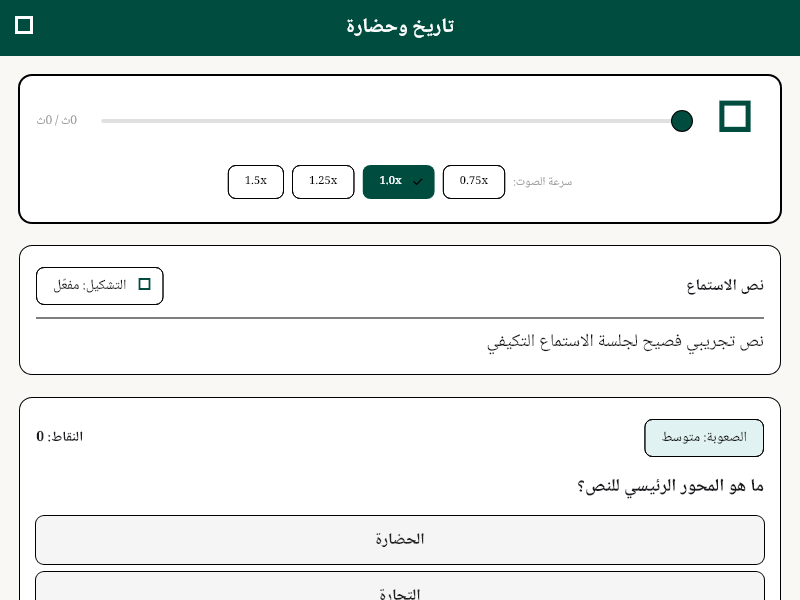 تاريخ وحضارة
0ث / 0ث
سرعة الصوت: 0.75x 1.0x 1.25x 1.5x
نص الاستماع
التشكيل: مفعّل
نص تجريبي فصيح لجلسة الاستماع التكيفي
الصعوبة: متوسط
النقاط: 0
ما هو المحور الرئيسي للنص؟
الحضارة
التجارة